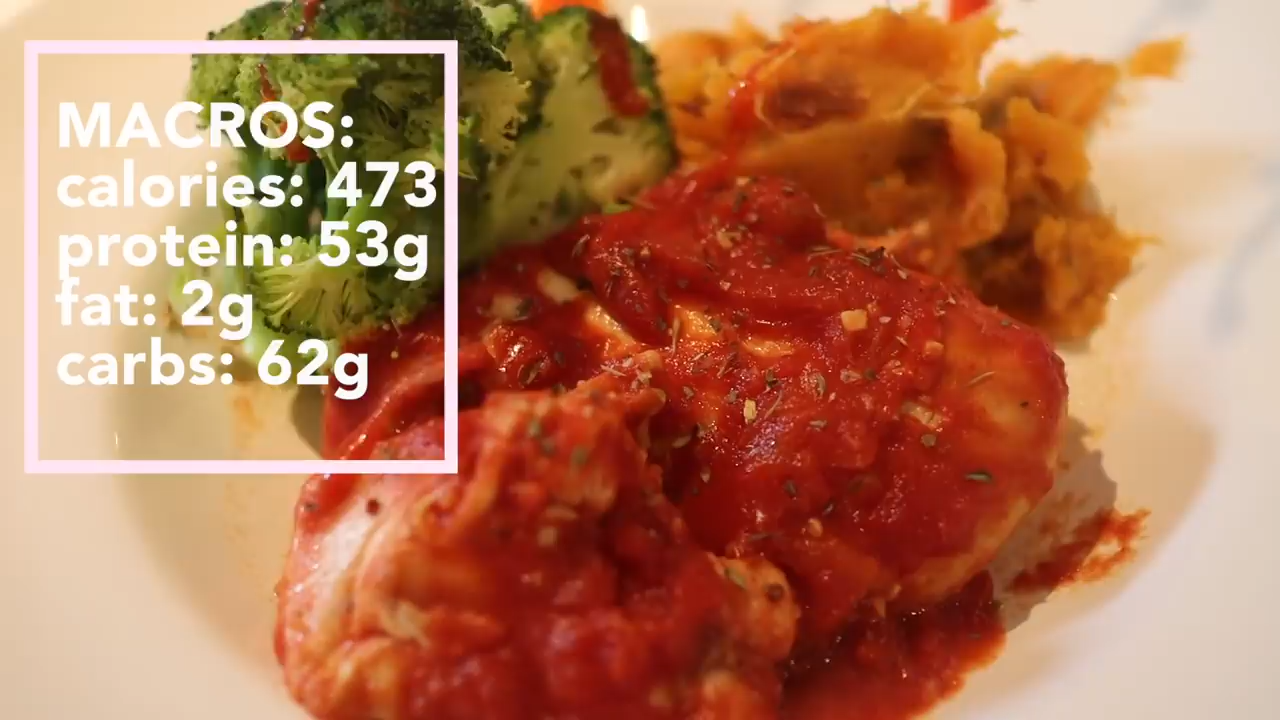 MACROS:
calories: 473
protein: 53g
fat: 2g
carbs: 62g